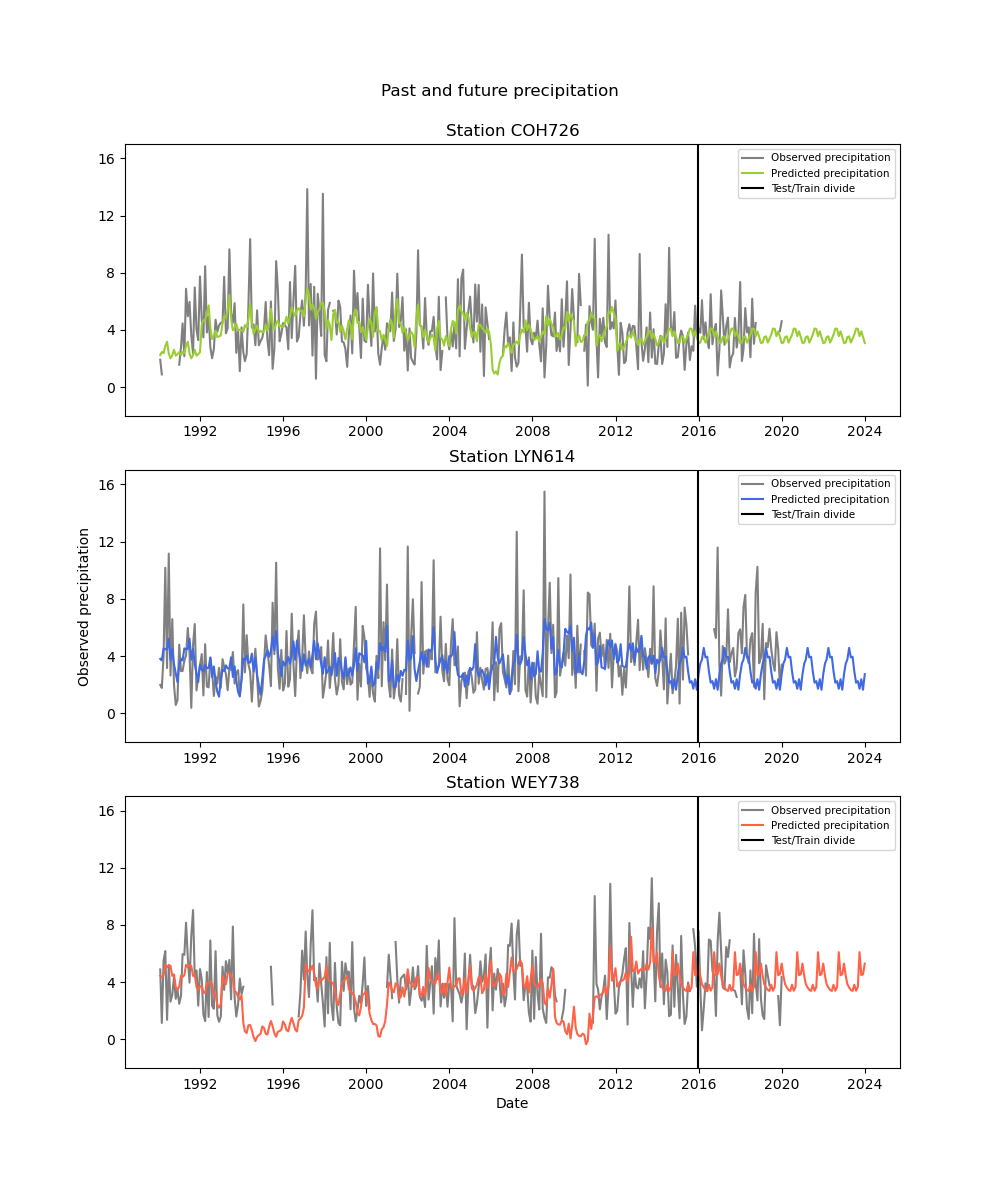 Past and future precipitation
Station COH726
16
12
8
4
0
Observed precipitation
Predicted precipitation
Test/Train divide
1992 1996 2000 2004 2008 2012 2016 2020 2024
Station LYN614
Observed precipitation
16
12
8
4
0
Observed precipitation
Predicted precipitation
Test/Train divide
1992 1996 2000 2004 2008 2012 2016 2020 2024
Station WEY738
16
12
8
4
0
Observed precipitation
Predicted precipitation
Test/Train divide
1992 1996 2000 2004 2008 2012 2016 2020 2024
Date